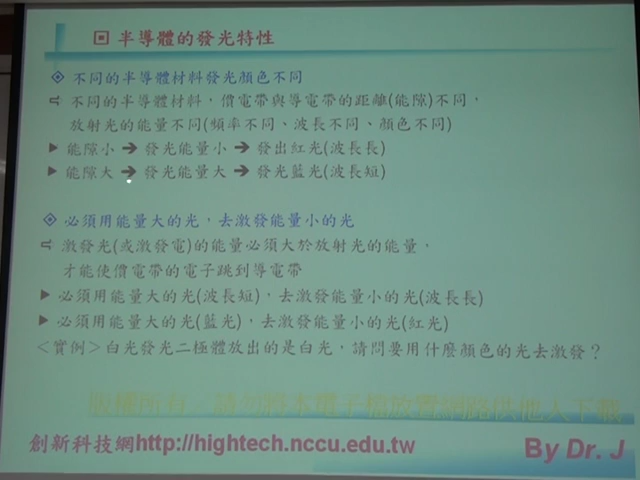 半導體的發光特性
不同的半導體材料發光顏色不同
不同的半導體材料，價電帶與導電帶的距離(能隙)不同，
放射光的能量不同(頻率不同、波長不同、顏色不同)
能隙小 → 發光能量小 → 發出紅光(波長長)
能隙大 → 發光能量大 → 發光藍光(波長短)
必須用能量大的光，去激發能量小的光
激發光(或激發電)的能量必須大於放射光的能量，
才能使價電帶的電子跳到導電帶
必須用能量大的光(波長短)，去激發能量小的光(波長長)
必須用能量大的光(藍光)，去激發能量小的光(紅光)
＜實例＞白光發光二極體放出的是白光，請問要用什麼顏色的光去激發？
版權所有，請勿將本電子檔放置網路供他人下載
創新科技網http://hightech.nccu.edu.tw
By Dr. J